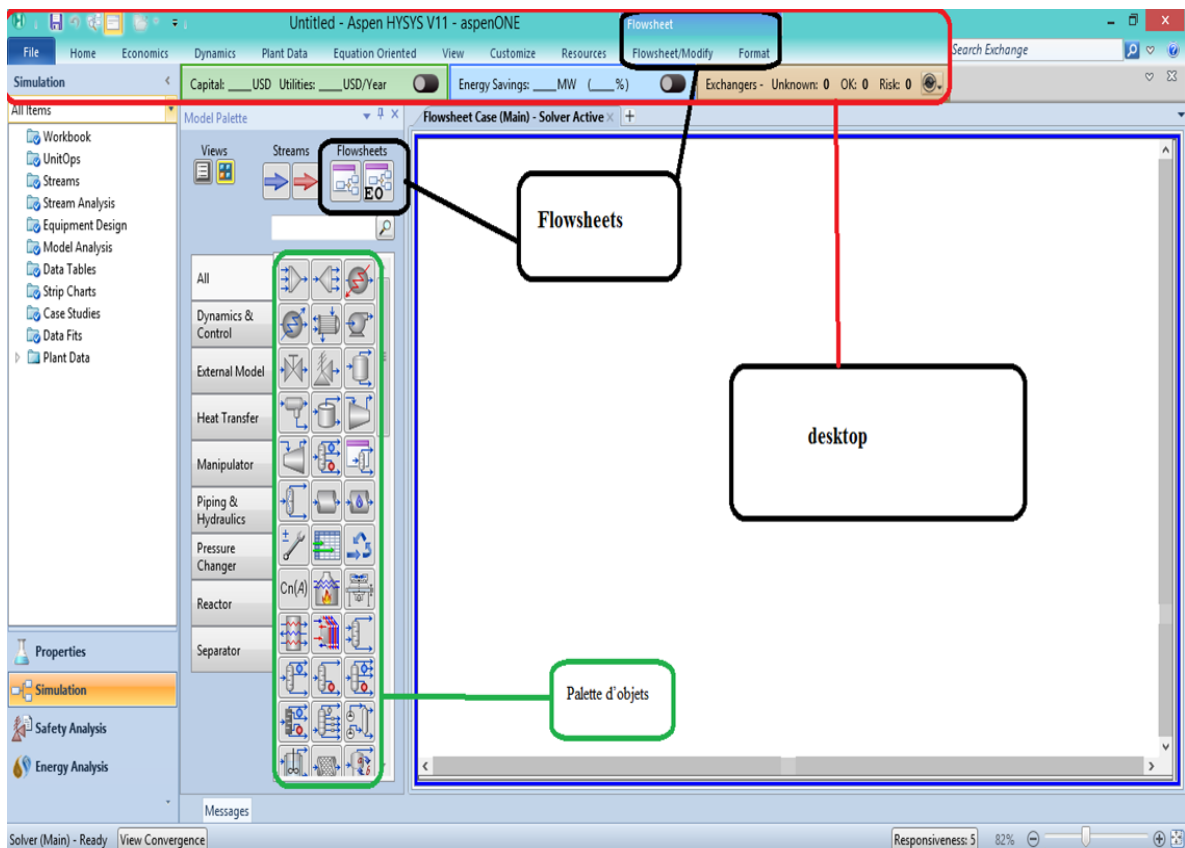 Untitled - Aspen HYSYS V11 - aspenONE
Flowsheet
File Home Economics Dynamics Plant Data Equation Oriented View Customize Resources Flowsheet/Modify Format Search Exchange
Simulation
Capital: ____USD Utilities: ____USD/Year
Energy Savings: ____MW (____%)
Exchangers - Unknown: 0 OK: 0 Risk: 0
All Items
Workbook
UnitOps
Streams
Stream Analysis
Equipment Design
Model Analysis
Data Tables
Strip Charts
Case Studies
Data Fits
Plant Data
Properties
Simulation
Safety Analysis
Energy Analysis
Model Palette
Views Streams Flowsheets
EO
All
Dynamics &
Control
External Model
Heat Transfer
Manipulator
Piping &
Hydraulics
Pressure
Changer
Reactor
Separator
Cn(A)
Flowsheet Case (Main) - Solver Active
Flowsheets
desktop
Palette d'objets
Messages
Solver (Main) - Ready View Convergence Responsiveness: 5 82%